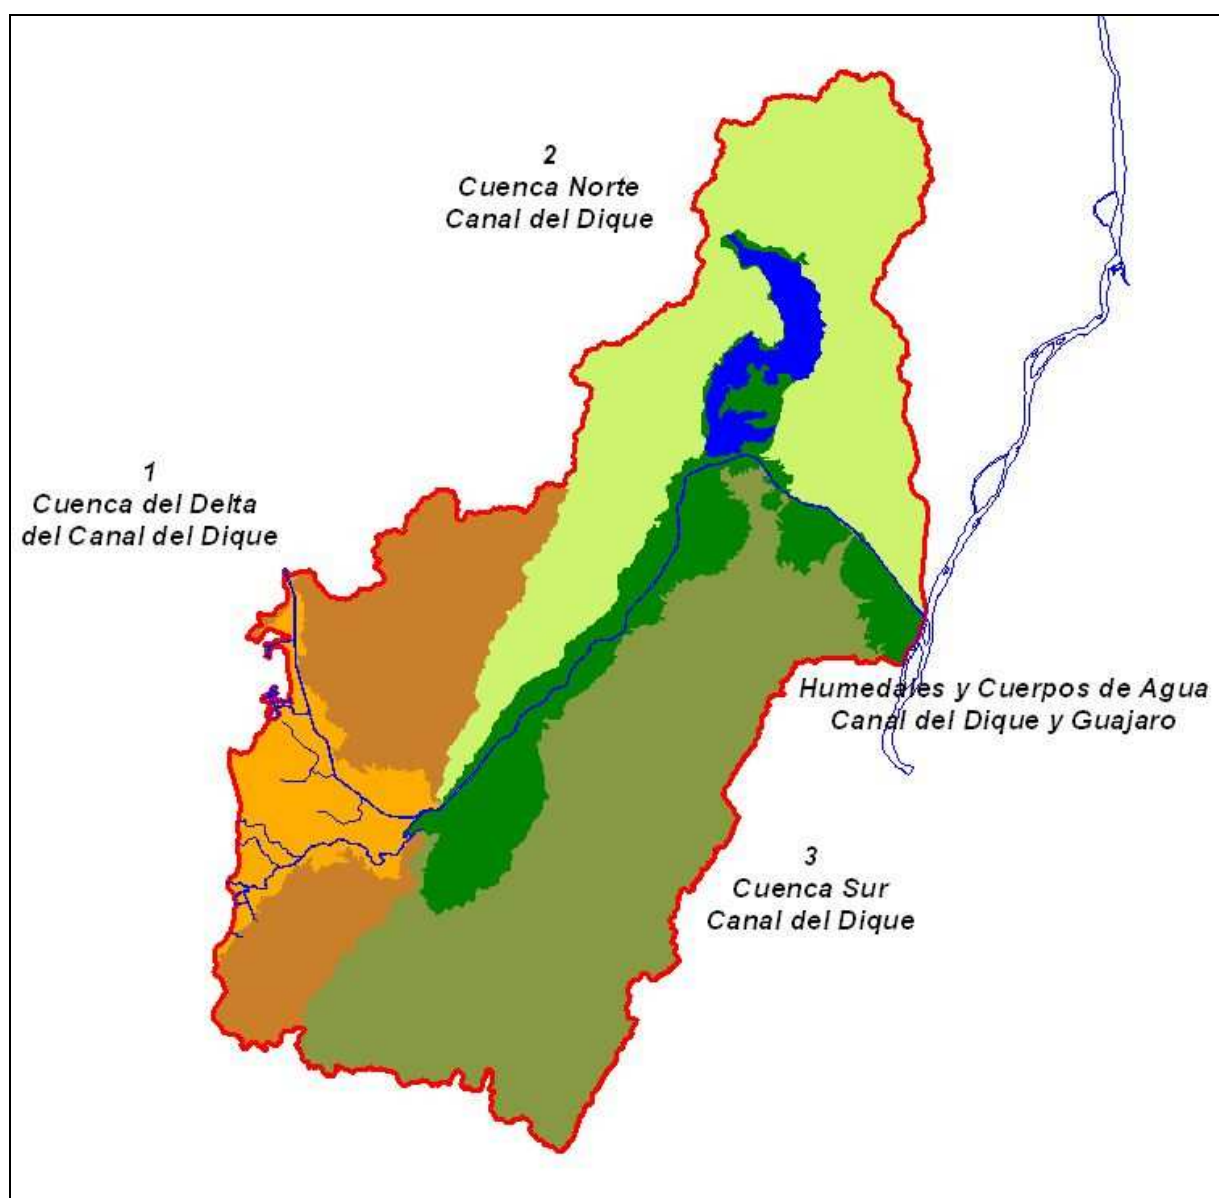 2
Cuenca Norte
Canal del Dique
1
Cuenca del Delta
del Canal del Dique
Humedales y Cuerpos de Agua
Canal del Dique y Guajaro
3
Cuenca Sur
Canal del Dique